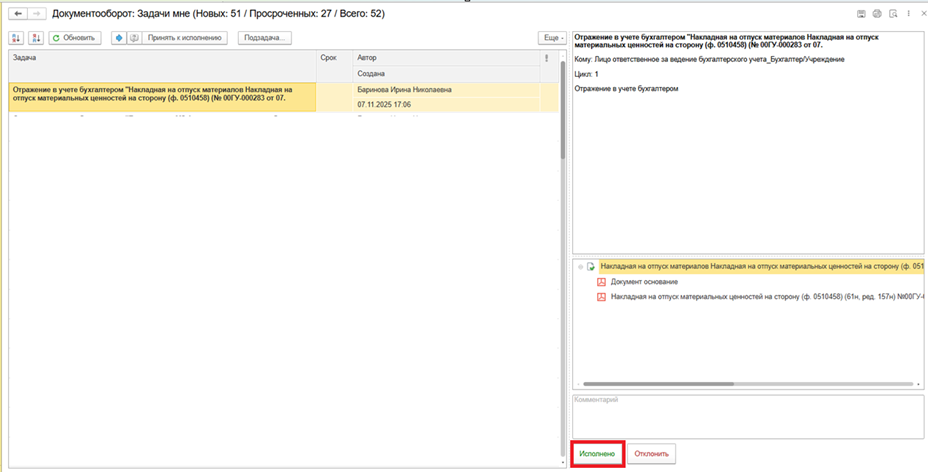 Документооборот: Задачи мне (Новых: 51 / Просроченных: 27 / Всего: 52)
Обновить
Принять к исполнению
Подзадача...
Еще
Задача
Срок
Автор
!
Создана
Отражение в учете бухгалтером "Накладная на отпуск материалов Накладная на
отпуск материальных ценностей на сторону (ф. 0510458) (№ 00ГУ-000283 от 07.
Баринова Ирина Николаевна
07.11.2025 17:06
Отражение в учете бухгалтером "Накладная на отпуск материалов Накладная на отпуск
материальных ценностей на сторону (ф. 0510458) (№ 00ГУ-000283 от 07.
Кому: Лицо ответственное за ведение бухгалтерского учета_Бухгалтер/Учреждение
Цикл: 1
Отражение в учете бухгалтером
Накладная на отпуск материалов Накладная на отпуск материальных ценностей на сторону (ф. 051
Документ основание
Накладная на отпуск материальных ценностей на сторону (ф. 0510458) (61н, ред. 157н) №00ГУ-
Комментарий
Исполнено
Отклонить